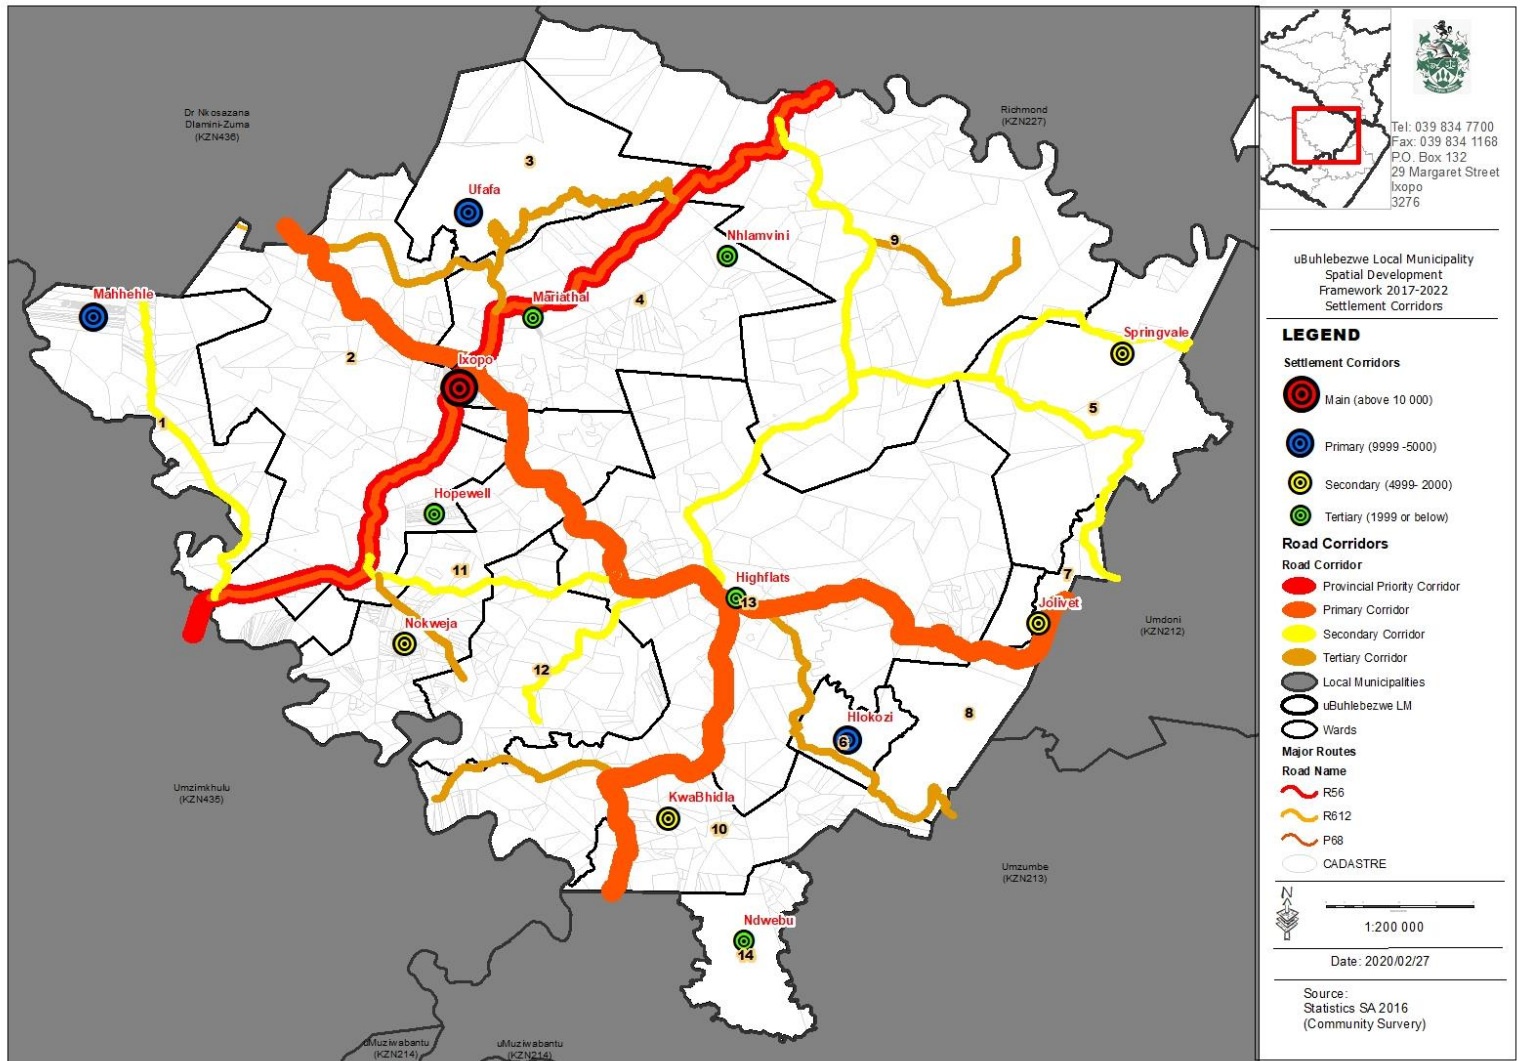 Dr Nkosazana
Dlamini-Zuma
(KZN436)
Richmond
(KZN227)
3
Ufafa
Nhlamvini
9
Mahhehle
Mariathal
4
Springvale
2
Ixopo
1
5
Hopewell
11
Highflats
13
7
Jolivet
Umdoni
(KZN212)
Nokweja
12
8
Hlokozi
6
Umzimkhulu
(KZN435)
KwaBhidla
10
Umzumbe
(KZN213)
Ndwebu
14
uMuziwabantu
(KZN214)
uMuziwabantu
(KZN214)
Tel: 039 834 7700
Fax: 039 834 1168
P.O. Box 132
29 Margaret Street
Ixopo
3276
uBuhlebezwe Local Municipality
Spatial Development
Framework 2017-2022
Settlement Corridors
LEGEND
Settlement Corridors
Main (above 10 000)
Primary (9999 -5000)
Secondary (4999- 2000)
Tertiary (1999 or below)
Road Corridors
Road Corridor
Provincial Priority Corridor
Primary Corridor
Secondary Corridor
Tertiary Corridor
Local Municipalities
uBuhlebezwe LM
Wards
Major Routes
Road Name
R56
R612
P68
CADASTRE
N
1:200 000
Date: 2020/02/27
Source:
Statistics SA 2016
(Community Survery)